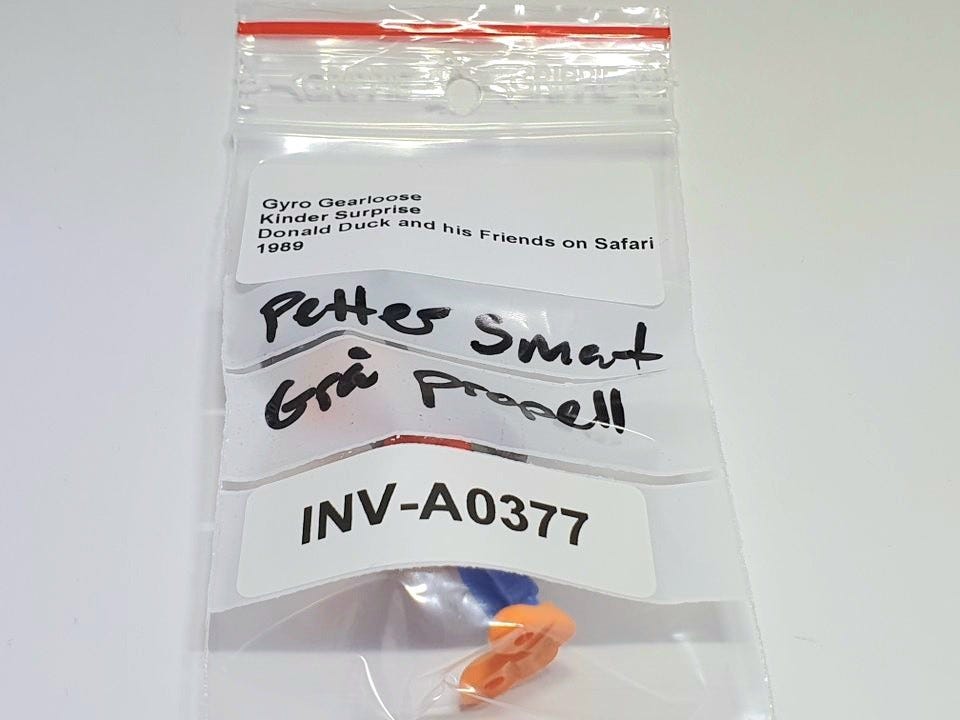 Gyro Gearloose
Kinder Surprise
Donald Duck and his Friends on Safari
1989
Petter Smart
Grå propell
INV-A0377